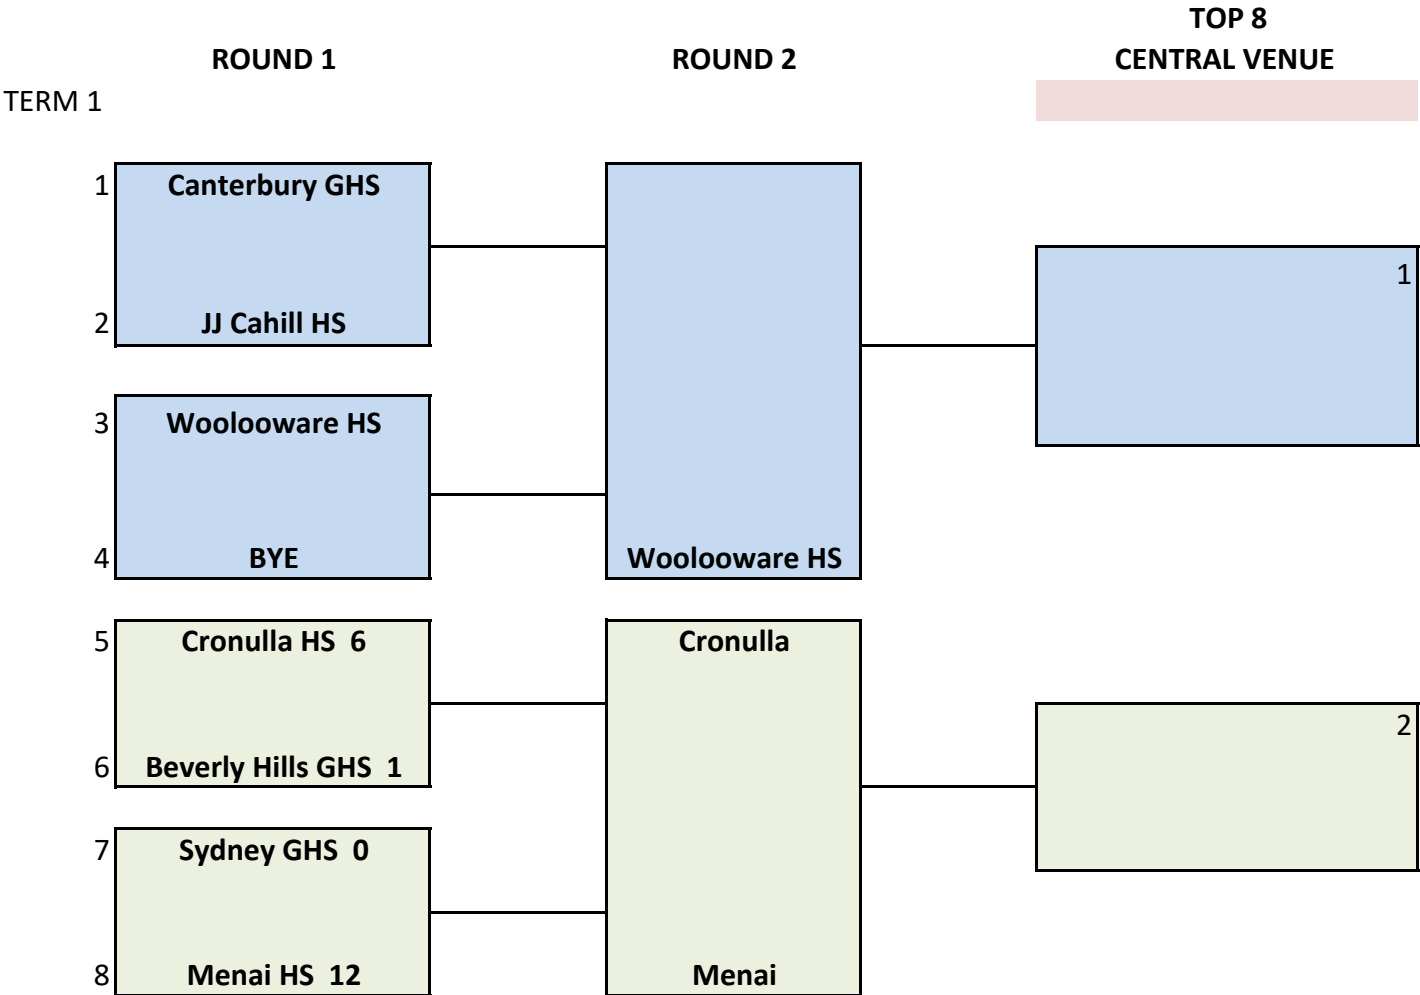 TOP 8
ROUND 1 ROUND 2 CENTRAL VENUE
TERM 1
1 Canterbury GHS
1
2 JJ Cahill HS
3 Woolooware HS
4 BYE Woolooware HS
5 Cronulla HS 6 Cronulla
2
6 Beverly Hills GHS 1
7 Sydney GHS 0
8 Menai HS 12 Menai